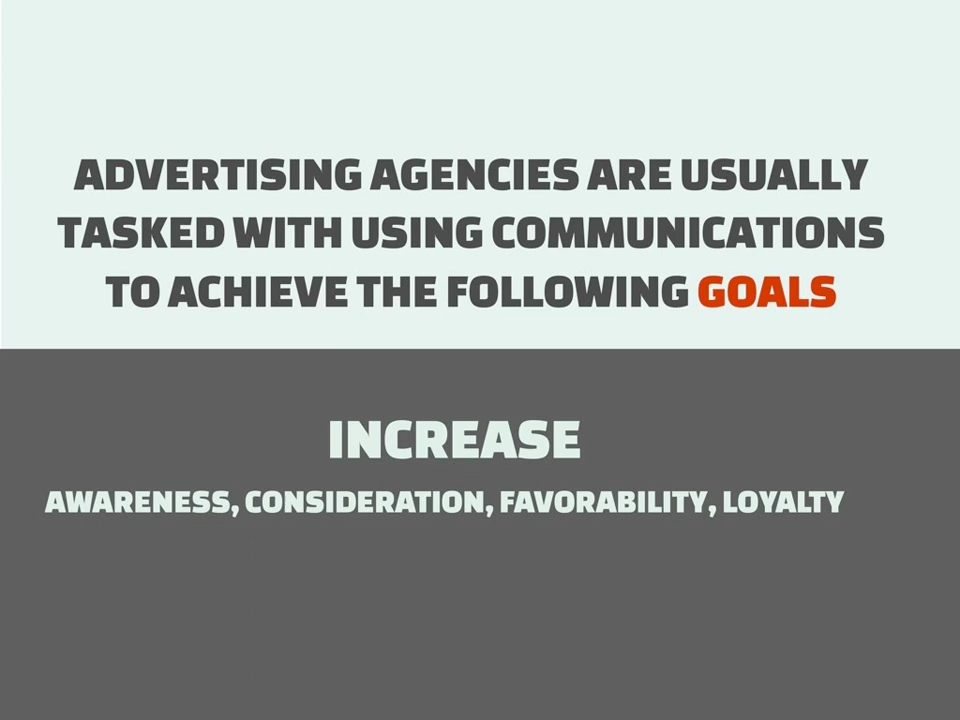 ADVERTISING AGENCIES ARE USUALLY
TASKED WITH USING COMMUNICATIONS
TO ACHIEVE THE FOLLOWING GOALS
INCREASE
AWARENESS, CONSIDERATION, FAVORABILITY, LOYALTY